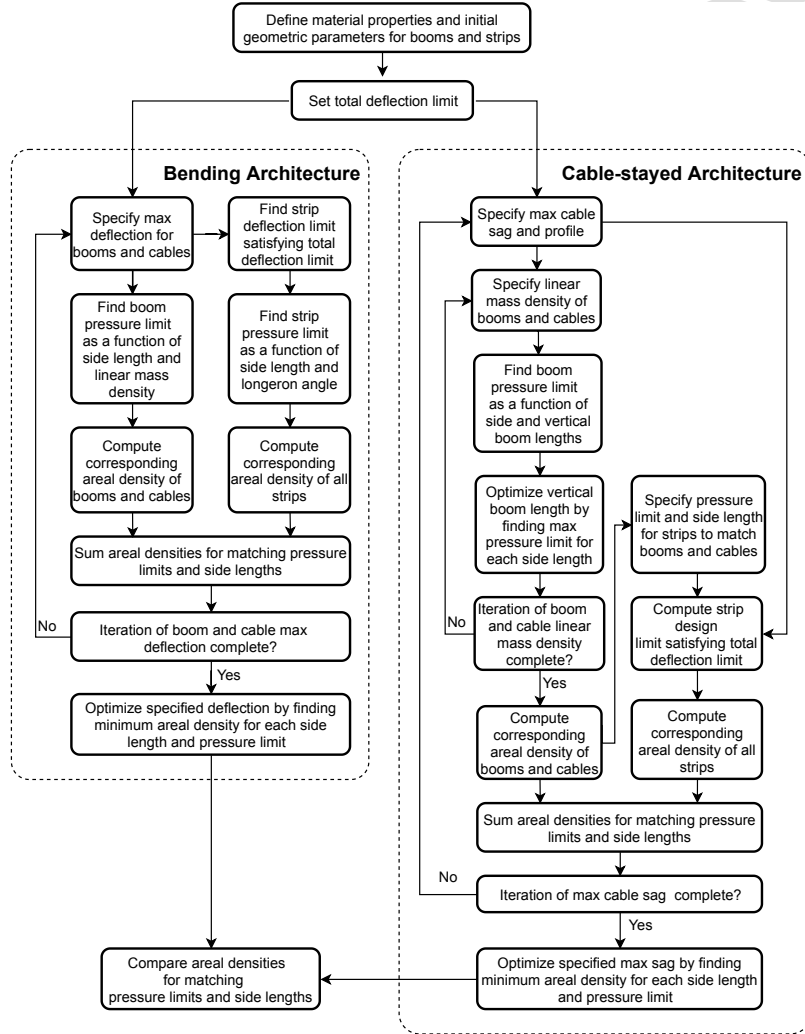 Define material properties and initial
geometric parameters for booms and strips
Set total deflection limit
Bending Architecture
Specify max
deflection for
booms and cables
Find strip
deflection limit
satisfying total
deflection limit
Find boom
pressure limit
as a function of
side length and
linear mass
density
Find strip
pressure limit
as a function of
side length and
longeron angle
Compute
corresponding
areal density of
booms and cables
Compute
corresponding
areal density of all
strips
Sum areal densities for matching pressure
limits and side lengths
No
Iteration of boom and cable max
deflection complete?
Yes
Optimize specified deflection by finding
minimum areal density for each side
length and pressure limit
Cable-stayed Architecture
Specify max cable
sag and profile
Specify linear
mass density of
booms and cables
Find boom
pressure limit
as a function of
side and vertical
boom lengths
Optimize vertical
boom length by
finding max
pressure limit for
each side length
Specify pressure
limit and side length
for strips to match
booms and cables
No
Iteration of boom
and cable linear
mass density
complete?
Yes
Compute strip
design
limit satisfying total
deflection limit
Compute
corresponding
areal density of
booms and cables
Compute
corresponding
areal density of all
strips
Sum areal densities for matching pressure
limits and side lengths
No
Iteration of max cable sag complete?
Yes
Optimize specified max sag by finding
minimum areal density for each side length
and pressure limit
Compare areal densities
for matching
pressure limits and side lengths